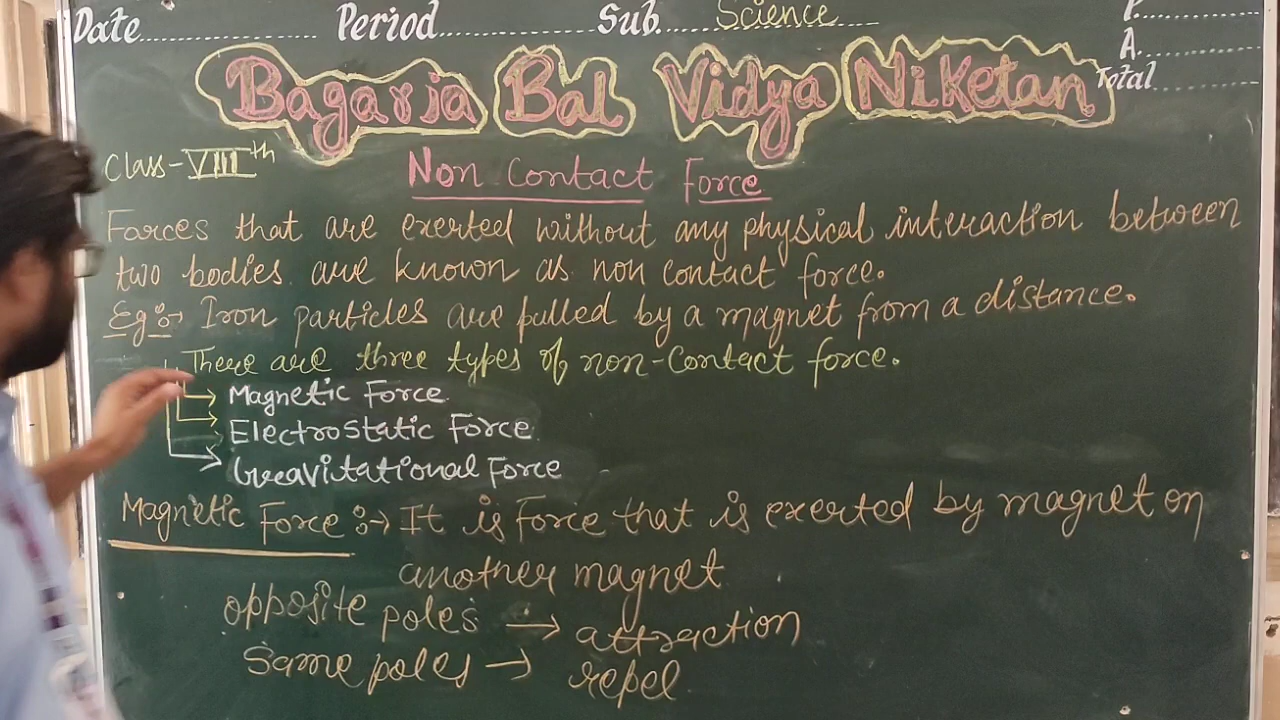 Date.............. Period.............. Sub. Science
P..............
A..............
Total..............
Bagaria Bal Vidya Niketan
Class-VIIIth
Non Contact Force
Forces that are exerted without any physical interaction between
two bodies are known as non contact force.
Eg:→ Iron particles are pulled by a magnet from a distance.
There are three types of non-Contact force.
→ Magnetic Force
→ Electrostatic Force
→ Greavitational Force
Magnetic Force :→ It is Force that is exerted by magnet on
another magnet
opposite poles → attraction
Same poles → repel